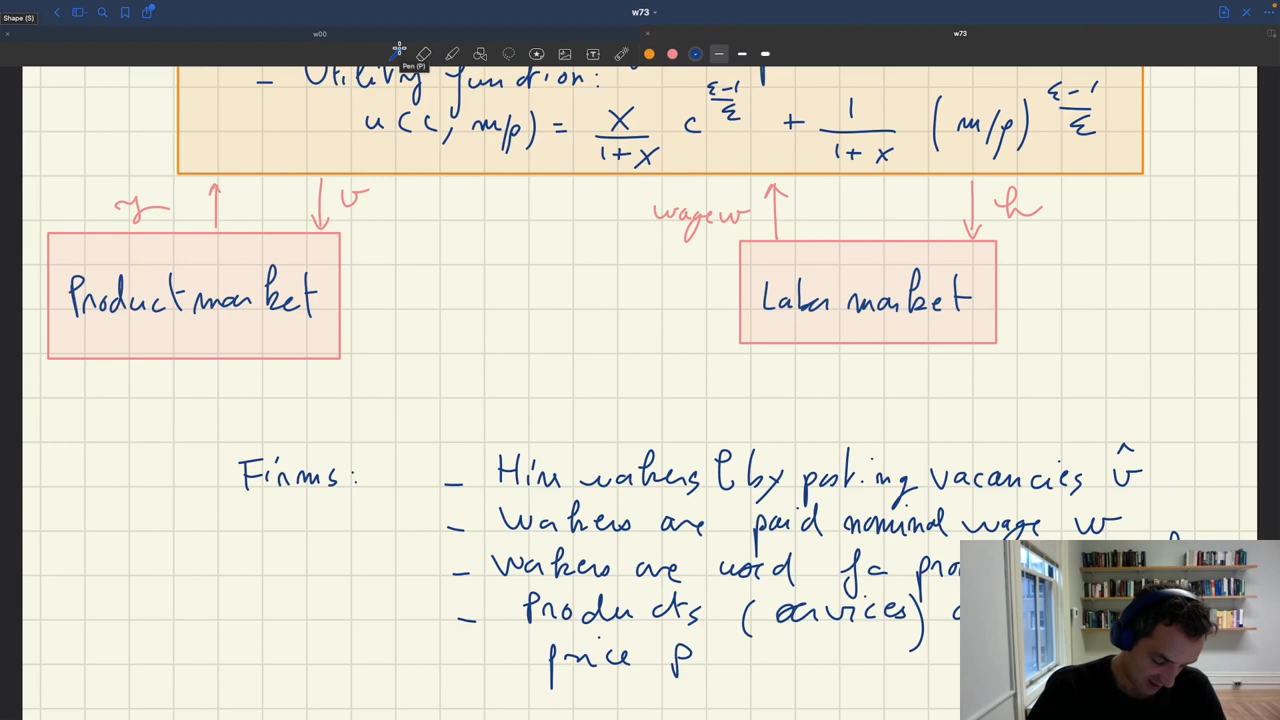 Shape (S)
w73
w00
w73
Pen (P)
- Utility function:
u(c, m/p) = χ/(1+χ) c^((ε-1)/ε) + 1/(1+χ) (m/p)^((ε-1)/ε)
y v wage w h
Product market Labor market
Firms: - Hire workers l by posting vacancies v̂
- workers are paid nominal wage w
- workers are used for
- Products (services)
price p